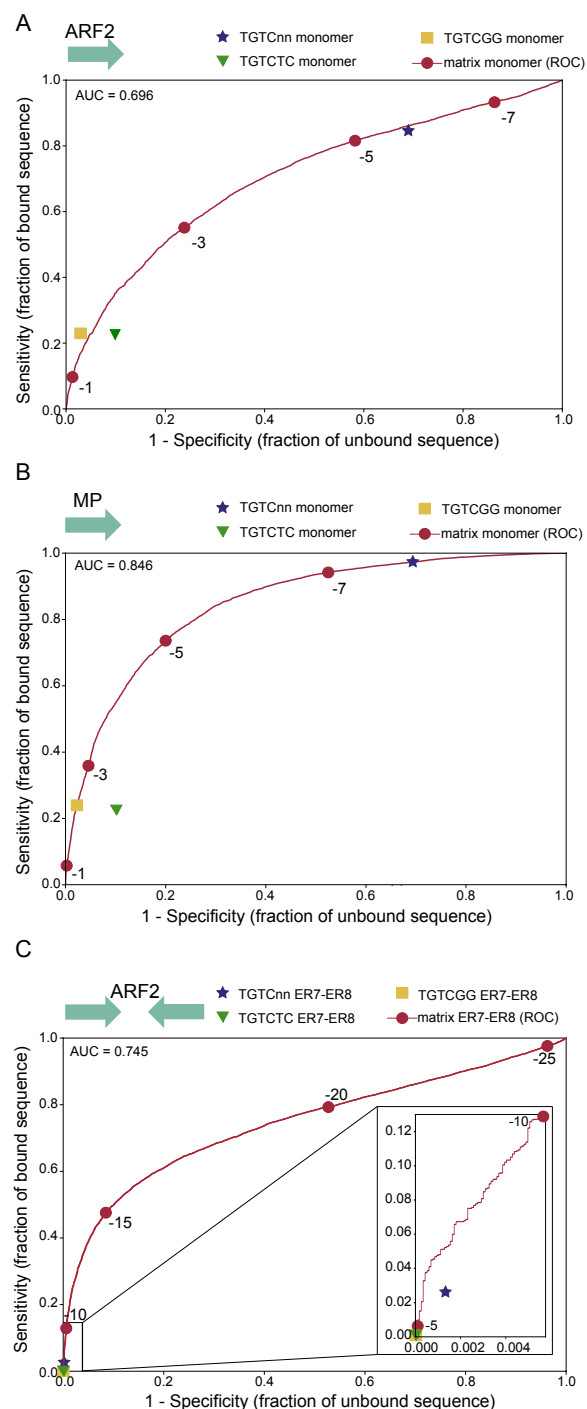 A
ARF2
TGTCnn monomer
TGTCGG monomer
TGTCTC monomer
matrix monomer (ROC)
AUC = 0.696
1.0
0.8
0.6
0.4
0.2
0.0
-7
-5
-3
-1
0.0
0.2
0.4
0.6
0.8
1.0
Sensitivity (fraction of bound sequence)
1 - Specificity (fraction of unbound sequence)
B
MP
TGTCnn monomer
TGTCGG monomer
TGTCTC monomer
matrix monomer (ROC)
AUC = 0.846
1.0
0.8
0.6
0.4
0.2
0.0
-7
-5
-3
-1
0.0
0.2
0.4
0.6
0.8
1.0
Sensitivity (fraction of bound sequence)
1 - Specificity (fraction of unbound sequence)
C
ARF2
TGTCnn ER7-ER8
TGTCGG ER7-ER8
TGTCTC ER7-ER8
matrix ER7-ER8 (ROC)
AUC = 0.745
1.0
0.8
0.6
0.4
0.2
0.0
-25
-20
-15
-10
0.12
0.10
0.08
0.06
0.04
0.02
0.00
-10
-5
0.000
0.002
0.004
0.0
0.2
0.4
0.6
0.8
1.0
Sensitivity (fraction of bound sequence)
1 - Specificity (fraction of unbound sequence)